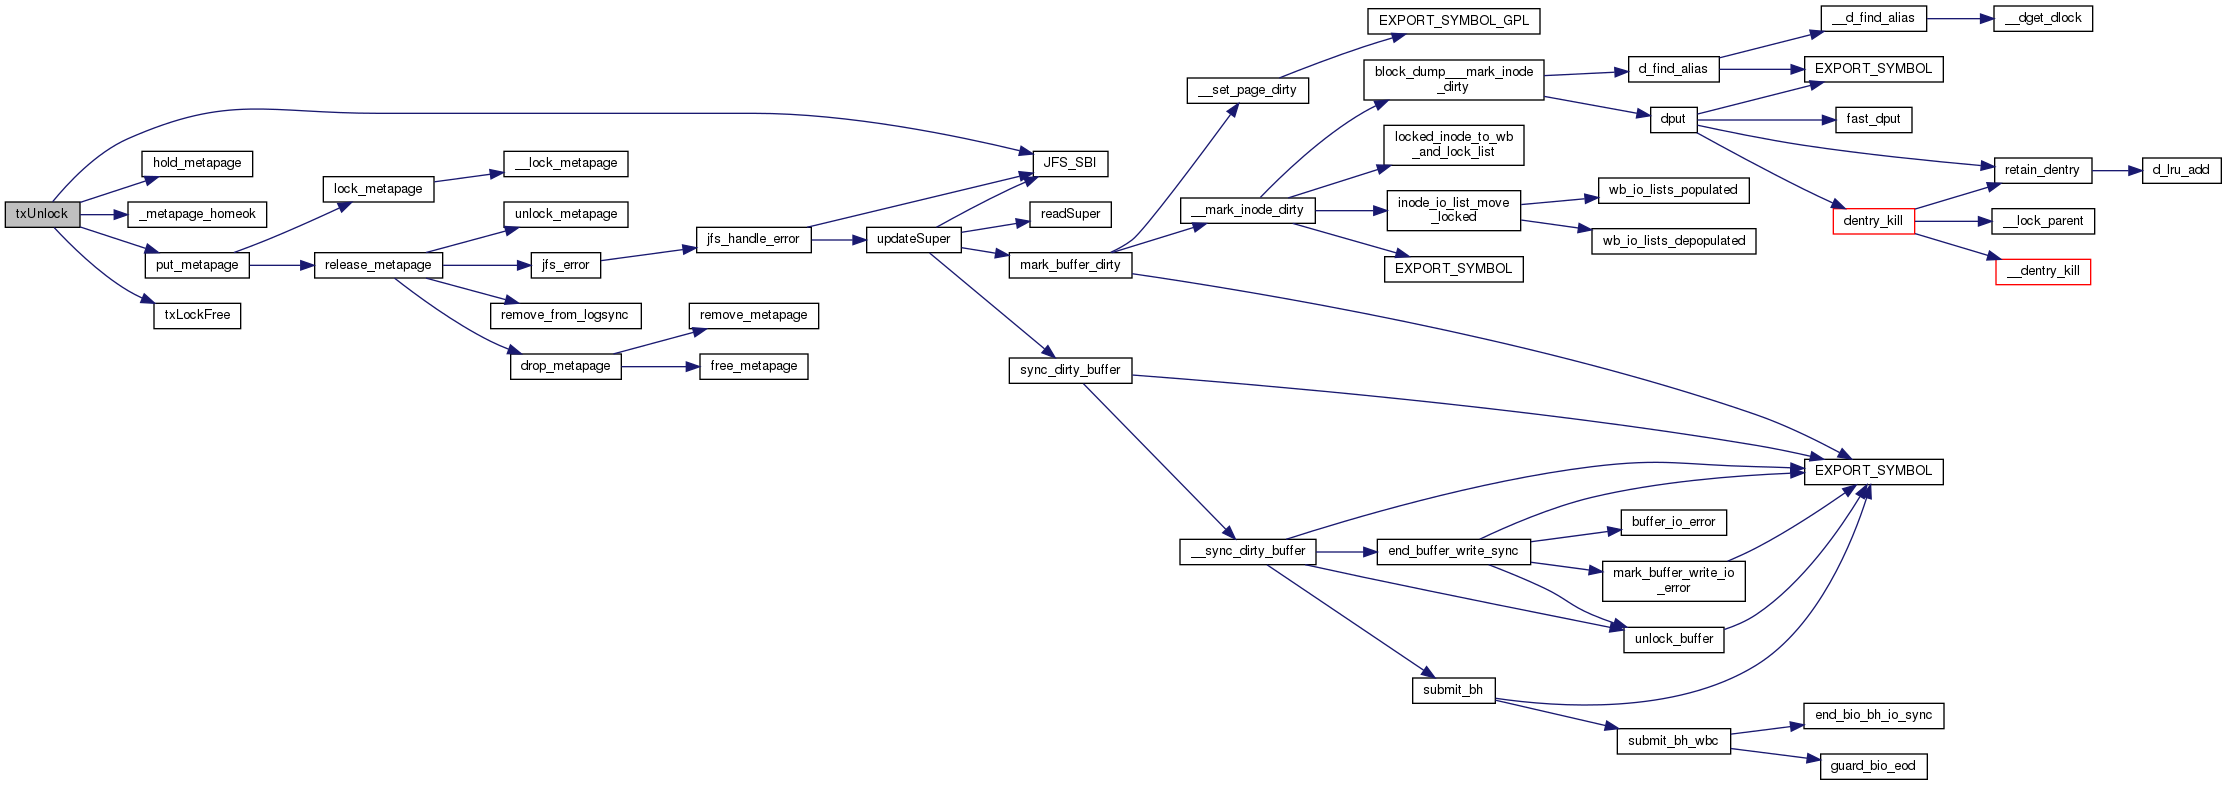 txUnlock
hold_metapage
_metapage_homeok
put_metapage
txLockFree
lock_metapage
release_metapage
__lock_metapage
unlock_metapage
jfs_error
remove_from_logsync
drop_metapage
jfs_handle_error
remove_metapage
free_metapage
updateSuper
JFS_SBI
readSuper
mark_buffer_dirty
sync_dirty_buffer
__set_page_dirty
__mark_inode_dirty
__sync_dirty_buffer
EXPORT_SYMBOL_GPL
block_dump___mark_inode
_dirty
locked_inode_to_wb
_and_lock_list
inode_io_list_move
_locked
EXPORT_SYMBOL
end_buffer_write_sync
submit_bh
d_find_alias
dput
wb_io_lists_populated
wb_io_lists_depopulated
buffer_io_error
mark_buffer_write_io
_error
unlock_buffer
submit_bh_wbc
__d_find_alias
EXPORT_SYMBOL
fast_dput
dentry_kill
EXPORT_SYMBOL
end_bio_bh_io_sync
guard_bio_eod
__dget_dlock
retain_dentry
__lock_parent
__dentry_kill
d_lru_add